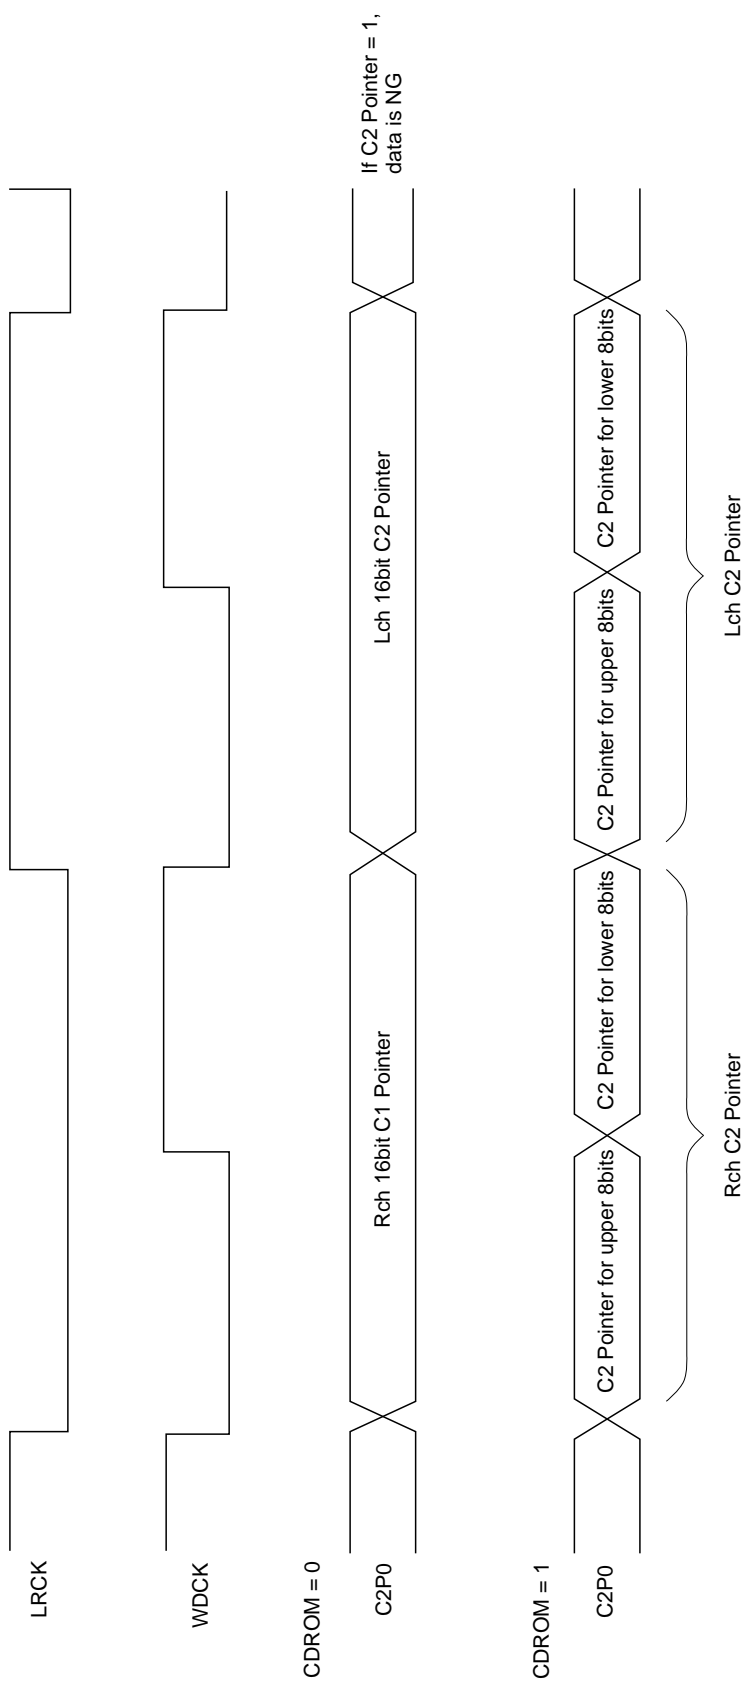 LRCK
WDCK
CDROM = 0
C2P0
Rch 16bit C1 Pointer
Lch 16bit C2 Pointer
If C2 Pointer = 1,
data is NG
CDROM = 1
C2P0
C2 Pointer for upper 8bits
C2 Pointer for lower 8bits
C2 Pointer for upper 8bits
C2 Pointer for lower 8bits
Rch C2 Pointer
Lch C2 Pointer